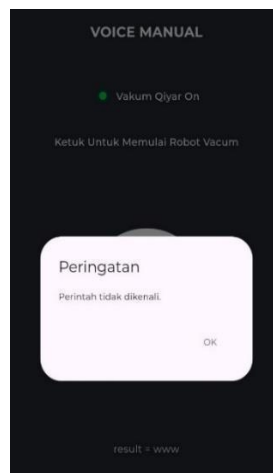 VOICE MANUAL
Vakum Qiyar On
Ketuk Untuk Memulai Robot Vacum
Peringatan
Perintah tidak dikenali.
OK
result = www